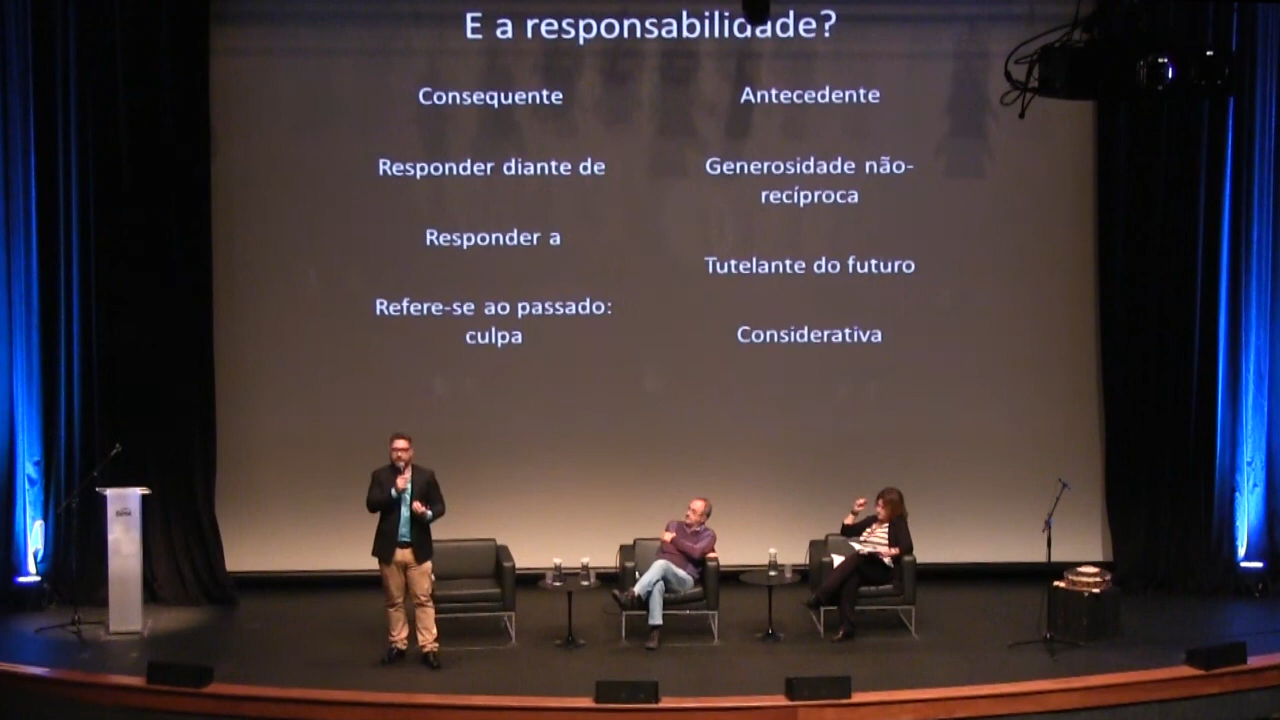 E a responsabilidade?
Consequente
Responder diante de
Responder a
Refere-se ao passado:
culpa
Antecedente
Generosidade não-
recíproca
Tutelante do futuro
Considerativa